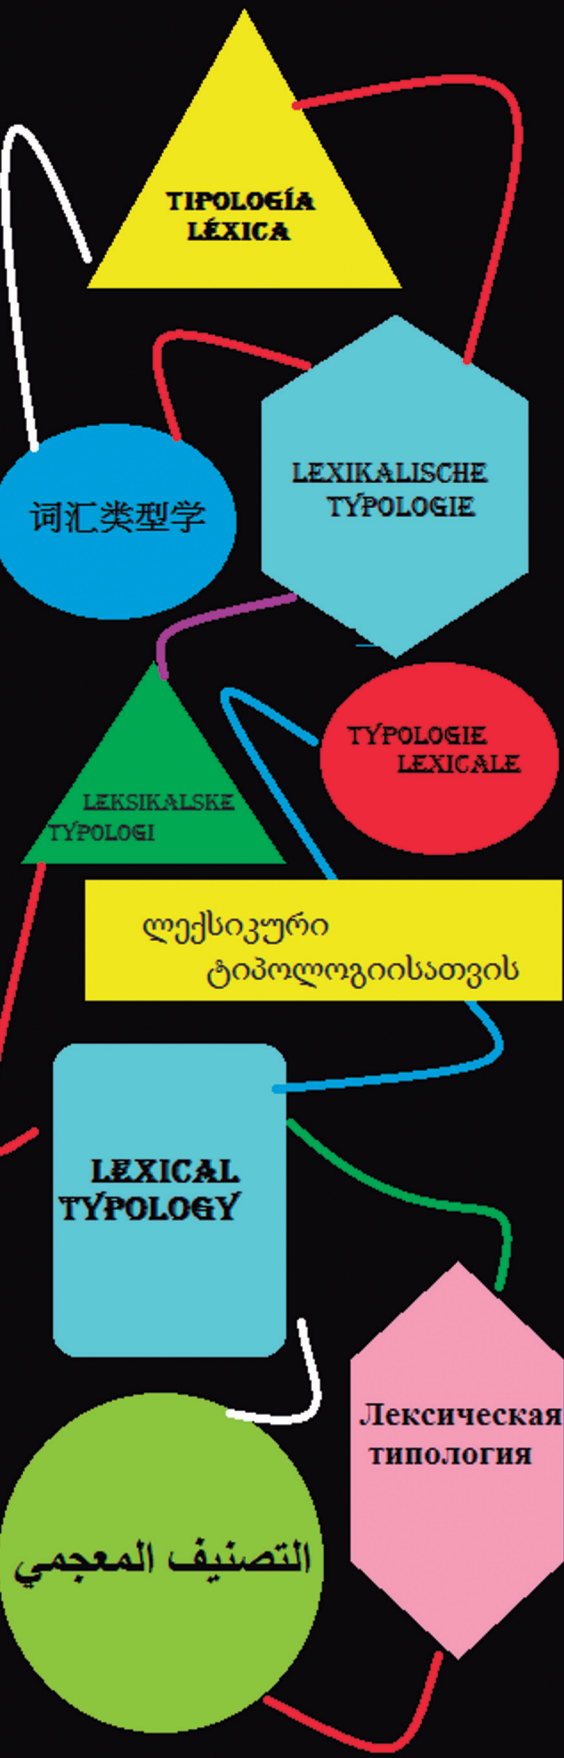 TIPOLOGÍA
LÉXICA
LEXIKALISCHE
TYPOLOGIE
词汇类型学
TYPOLOGIE
LEXICALE
LEKSIKALSKE
TYPOLOGI
ლექსიკური
ტიპოლოგიისათვის
LEXICAL
TYPOLOGY
Лексическая
типология
التصنيف المعجمي